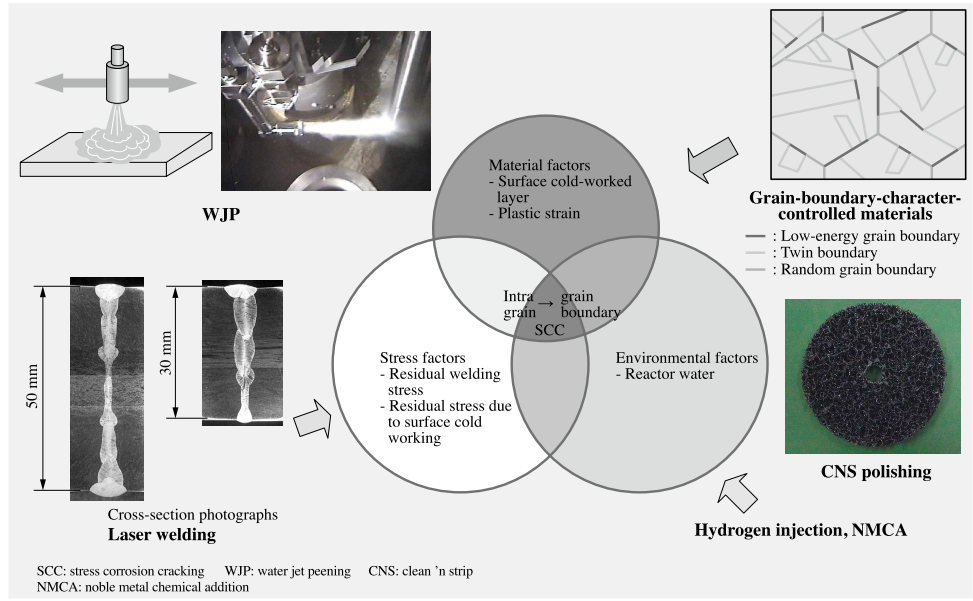 WJP
Material factors
- Surface cold-worked
layer
- Plastic strain
Grain-boundary-character-
controlled materials
: Low-energy grain boundary
: Twin boundary
: Random grain boundary
50 mm
30 mm
Cross-section photographs
Laser welding
Stress factors
- Residual welding
stress
- Residual stress due
to surface cold
working
Intra → grain
grain boundary
SCC
Environmental factors
- Reactor water
CNS polishing
Hydrogen injection, NMCA
SCC: stress corrosion cracking WJP: water jet peening CNS: clean ’n strip
NMCA: noble metal chemical addition